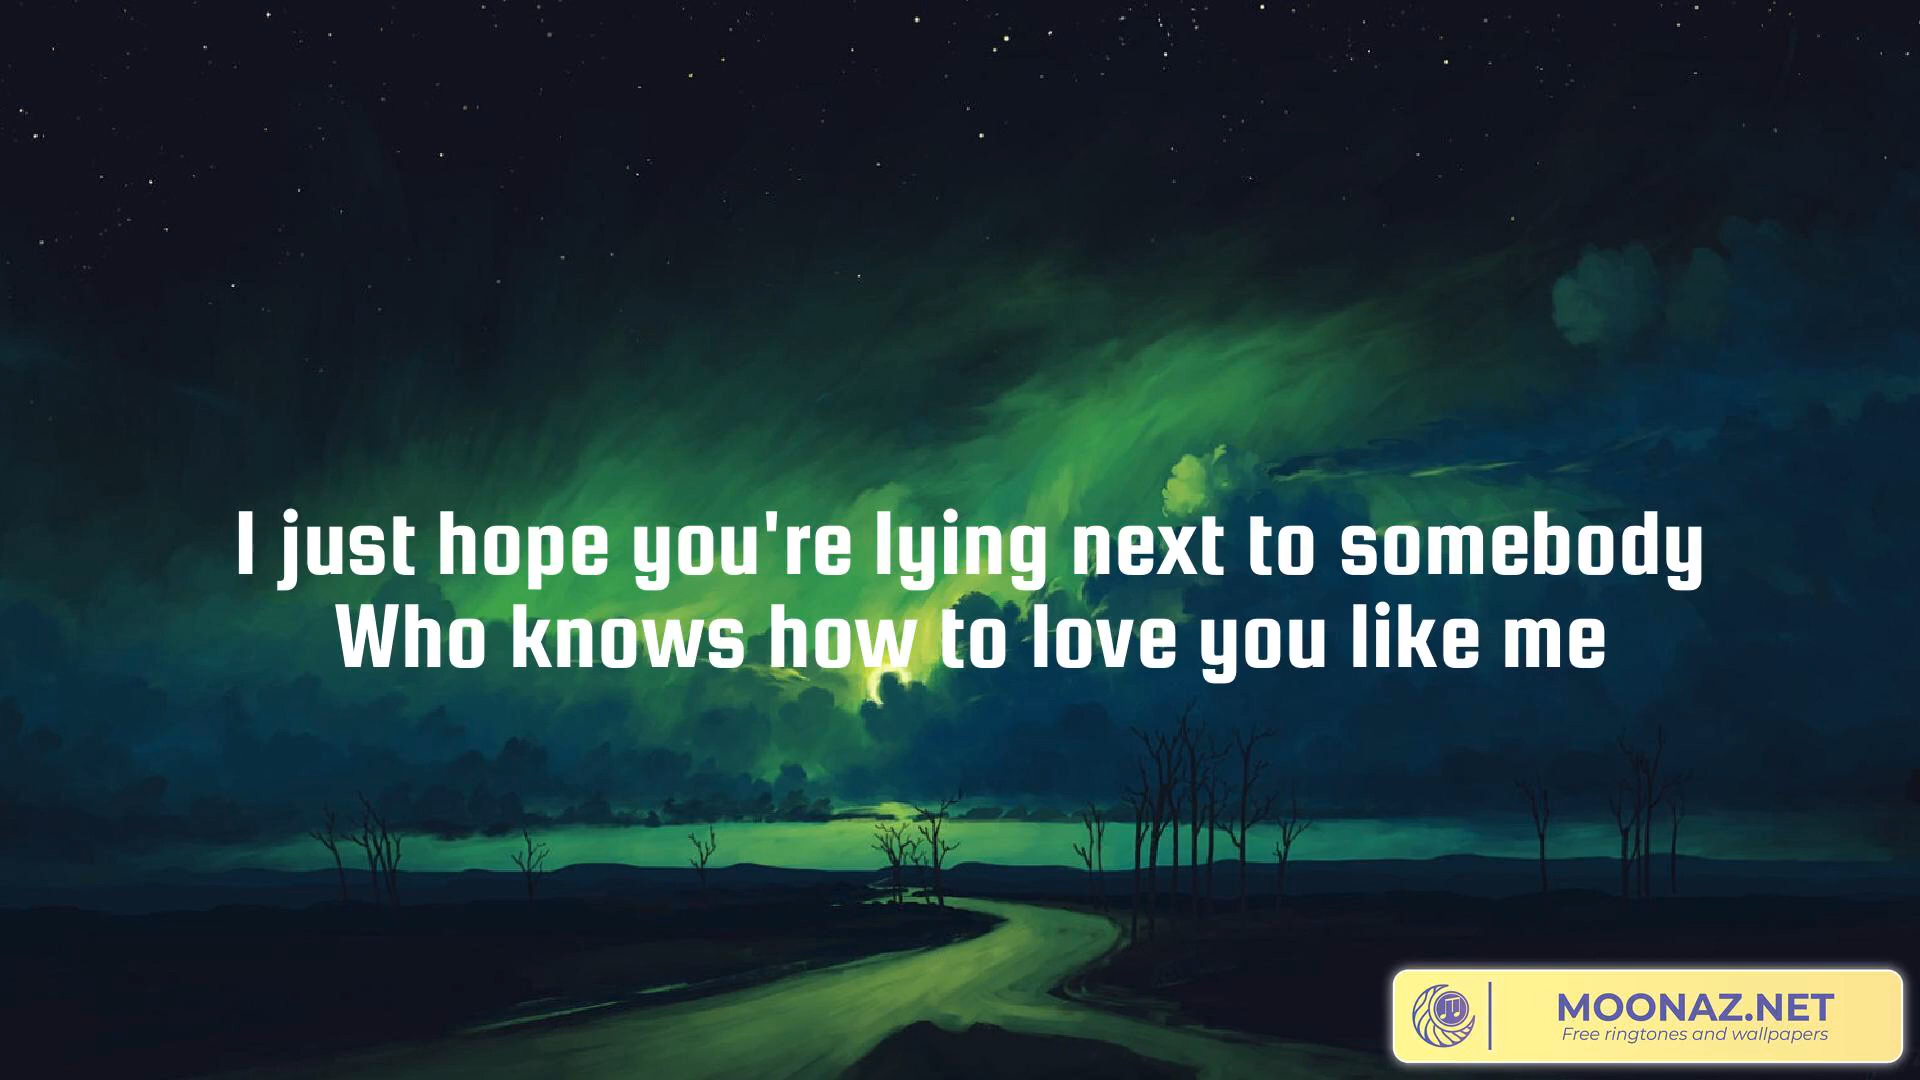 I just hope you're lying next to somebody
Who knows how to love you like me
MOONAZ.NET
Free ringtones and wallpapers